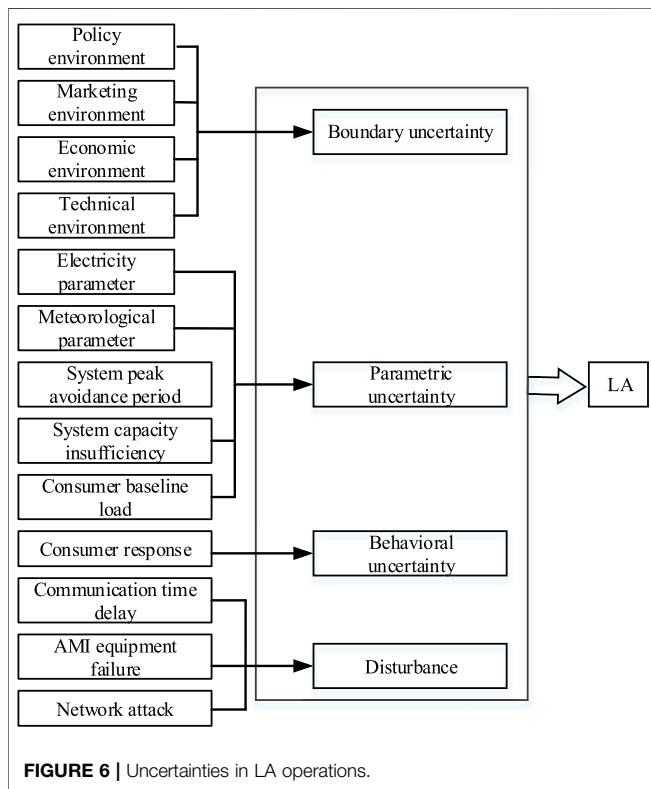 Policy
environment
Marketing
environment
Economic
environment
Technical
environment
Electricity
parameter
Meteorological
parameter
System peak
avoidance period
System capacity
insufficiency
Consumer baseline
load
Consumer response
Communication time
delay
AMI equipment
failure
Network attack
Boundary uncertainty
Parametric
uncertainty
Behavioral
uncertainty
Disturbance
LA
FIGURE 6 | Uncertainties in LA operations.